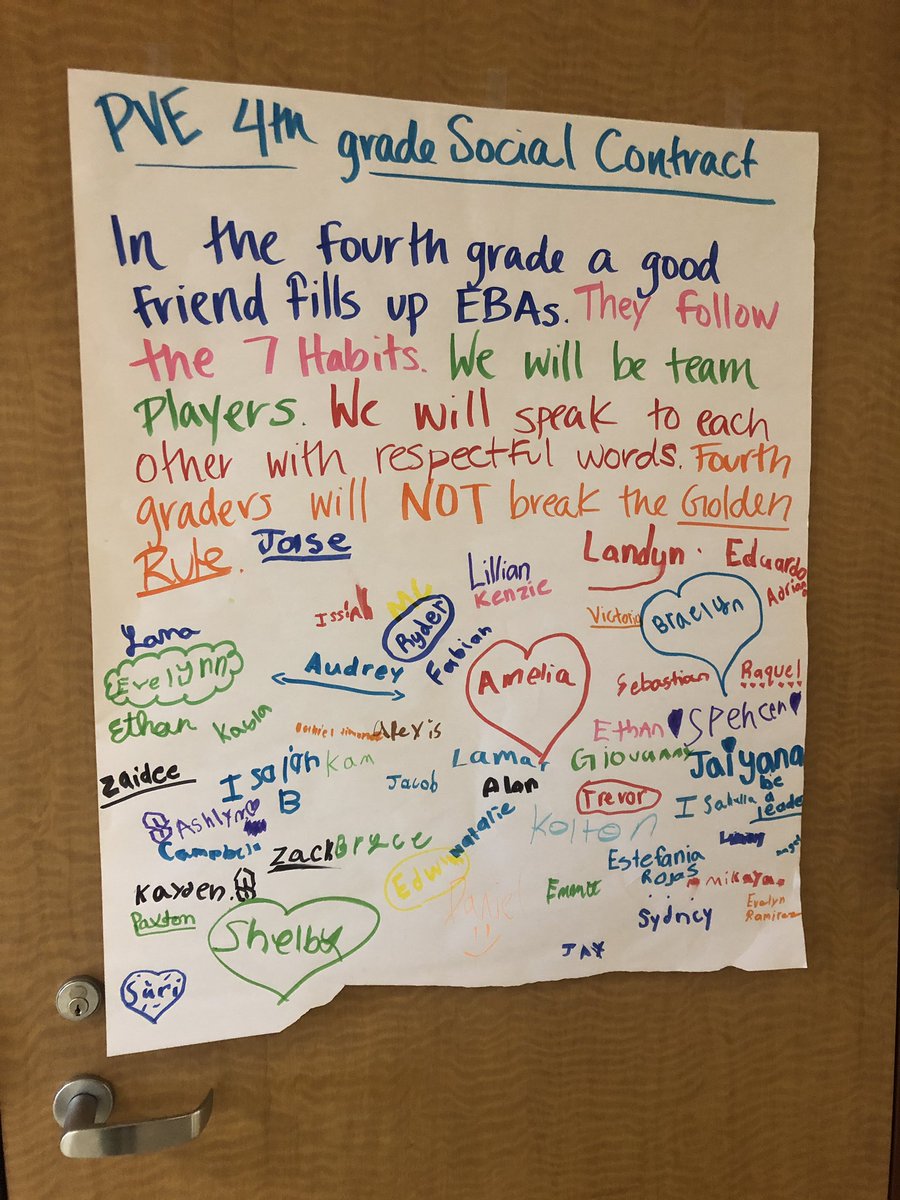 PVE 4th grade Social Contract
In the fourth grade a good
friend fills up EBAs. They follow
the 7 Habits. We will be team
players. We will speak to each
other with respectful words. Fourth
graders will NOT break the Golden
Rule. Jase
Landyn. Eduardo
Lillian
Kenzie
Adrian
Ryder
Victoria
Braelyn
Lana
Fabian
Evelynn
Audrey
Amelia
Sebastian
Raquel
Ethan
Kayla
Alexis
Ethan
Spencer
Lamar
Giovanny
Zaidee
Isaiah
B
Kam
Jacob
Alan
Jaiyana
be
a
leader
Trevor
Isabella
Ashlyn
Natalie
Kolton
Campbell
Zack
Bryce
Estefania
Rojas
Edwin
Kayden
Daniel
Emmett
Mikaya
Paxton
Shelby
Sydney
Evelyn
Ramirez
JAY
Suri